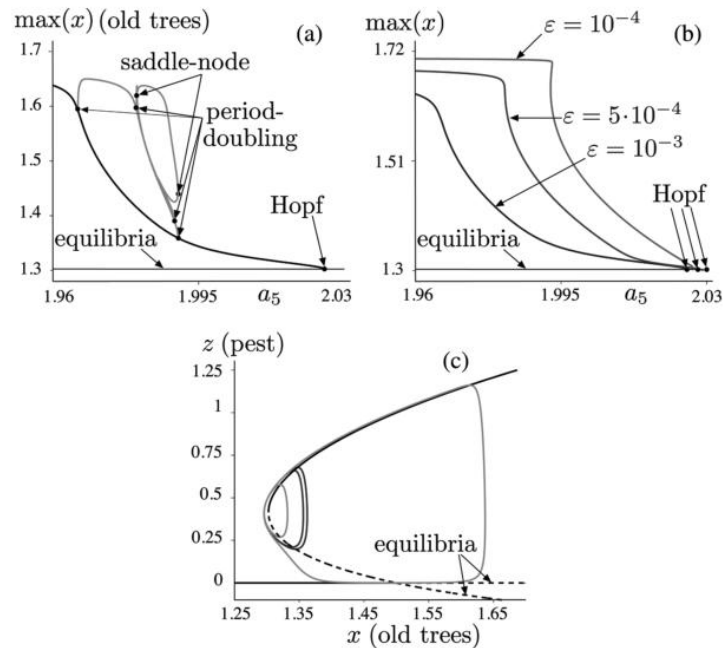 max(x) (old trees)
(a)
1.7
1.6
1.5
1.4
1.3
saddle-node
period-
doubling
Hopf
equilibria
1.96
1.995
a₅
2.03
max(x)
(b)
1.72
1.51
1.3
ε = 10⁻⁴
ε = 5·10⁻⁴
ε = 10⁻³
Hopf
equilibria
1.96
1.995
a₅
2.03
z (pest)
(c)
1.25
1
0.75
0.5
0.25
0
equilibria
1.25
1.35
1.45
1.55
1.65
x (old trees)